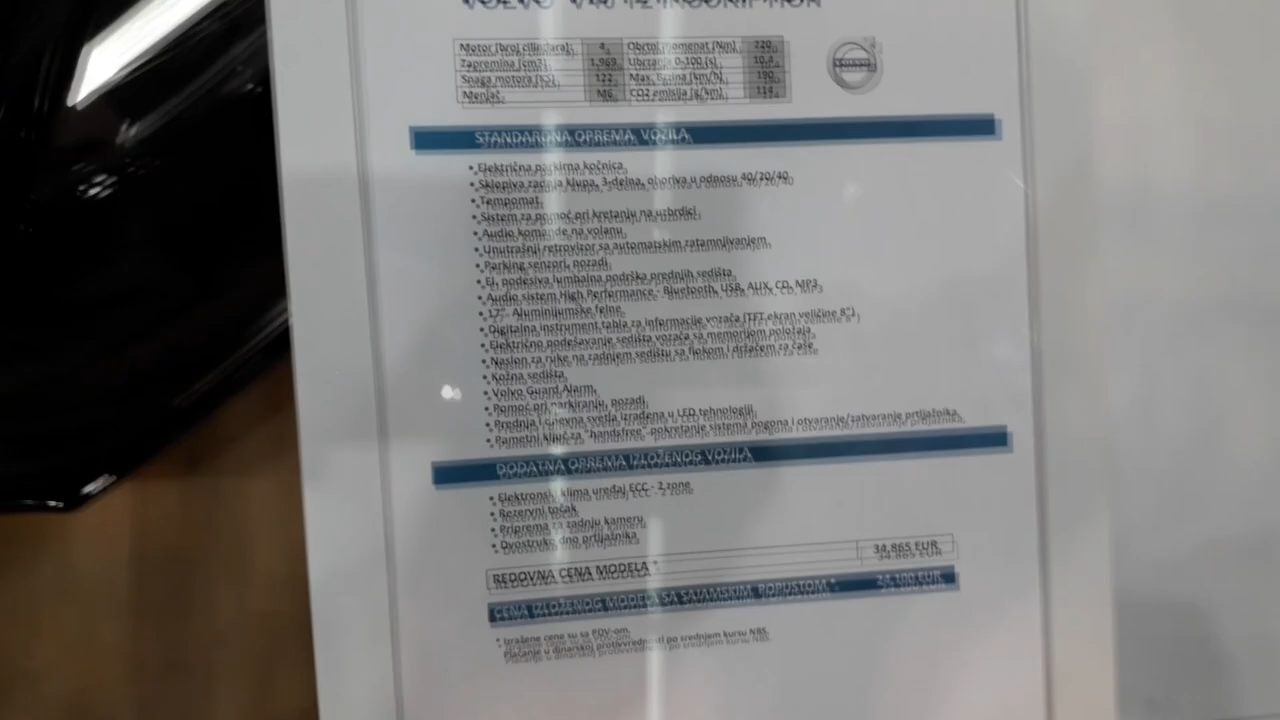 VOLVO V40 T2 INSCRIPTION
Motor (broj cilindara): 4 Obrtni momenat (Nm) 220
Zapremina (cm3) 1,969 Ubrzanje 0-100 (s) 10,4
Snaga motora (KS) 122 Max. Brzina (km/h) 190
Menjač M6 CO2 emisija (g/km) 114
STANDARDNA OPREMA VOZILA
• Električna parkirna kočnica
• Sklopiva zadnja klupa, 3-delna, oboriva u odnosu 40/20/40
• Tempomat
• Sistem za pomoć pri kretanju na uzbrdici
• Audio komande na volanu
• Unutrašnji retrovizor sa automatskim zatamnjivanjem
• Parking senzori, pozadi
• El. podesiva lumbalna podrška prednjih sedišta
• Audio sistem High Performance - Bluetooth, USB, AUX, CD, MP3
• 17" Aluminijumske felne
• Digitalna instrument tabla za informacije vozača (TFT ekran veličine 8")
• Električno podešavanje sedišta vozača sa memorijom položaja
• Naslon za ruke na zadnjem sedištu sa fiokom i držačem za čaše
• Kožna sedišta
• Volvo Guard Alarm,
• Pomoć pri parkiranju, pozadi
• Prednja i dnevna svetla izrađena u LED tehnologiji
• Pametni ključ za "handsfree" pokretanje sistema pogona i otvaranje/zatvaranje prtljažnika,
DODATNA OPREMA IZLOŽENOG VOZILA
• Elektronski klima uređaj ECC - 2 zone
• Rezervni točak
• Priprema za zadnju kameru
• Dvostruko dno prtljažnika
REDOVNA CENA MODELA * 34,865 EUR
CENA IZLOŽENOG MODELA SA SAJAMSKIM POPUSTOM * 24,100 EUR
* Izražene cene su sa PDV-om.
Plaćanje u dinarskoj protivvrednosti po srednjem kursu NBS.